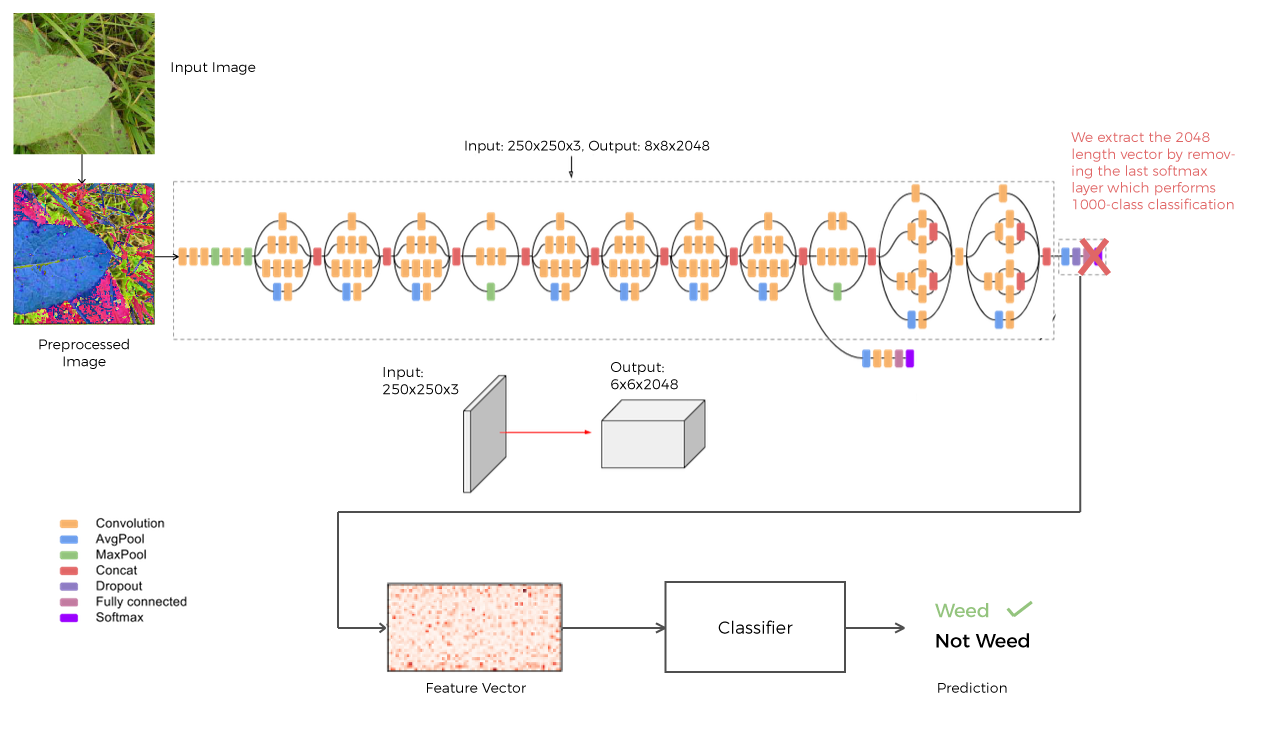 Input Image
Input: 250x250x3, Output: 8x8x2048
We extract the 2048
length vector by remov-
ing the last softmax
layer which performs
1000-class classification
Preprocessed
Image
Input:
250x250x3
Output:
6x6x2048
Convolution
AvgPool
MaxPool
Concat
Dropout
Fully connected
Softmax
Feature Vector
Classifier
Weed
Not Weed
Prediction